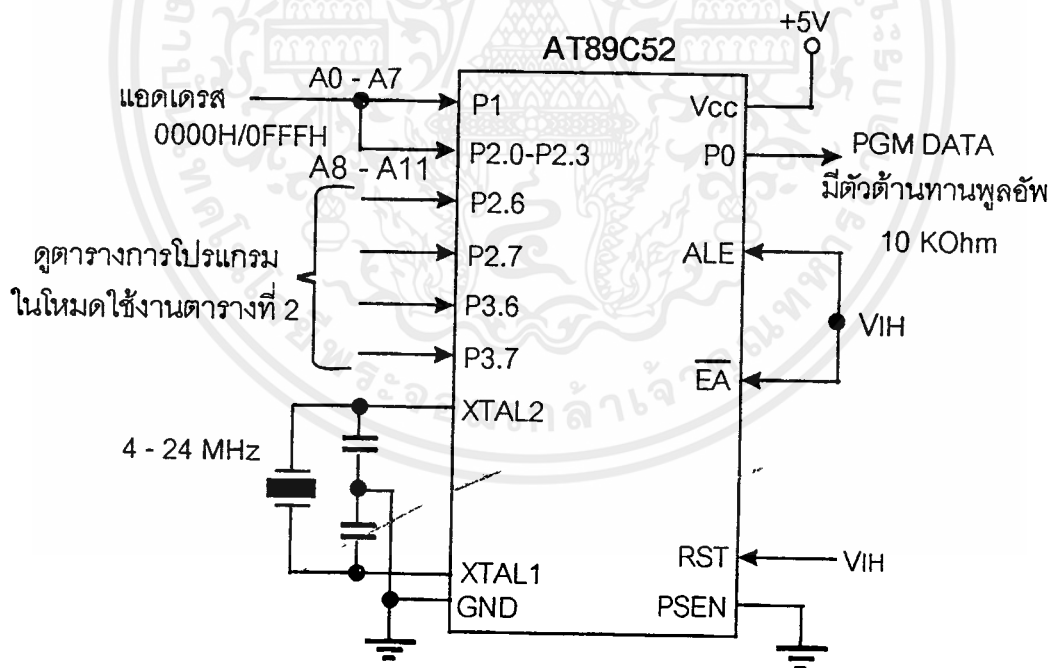 +5V
AT89C52
A0 - A7
แอดเดรส
0000H/0FFFH
A8 - A11
P1
P2.0-P2.3
P2.6
P2.7
P3.6
P3.7
XTAL2
XTAL1
GND
Vcc
P0
ALE
EA
RST
PSEN
PGM DATA
มีตัวต้านทานพูลอัพ
10 KOhm
VIH
VIH
ดูตารางการโปรแกรม
ในโหมดใช้งานตารางที่ 2
4 - 24 MHz